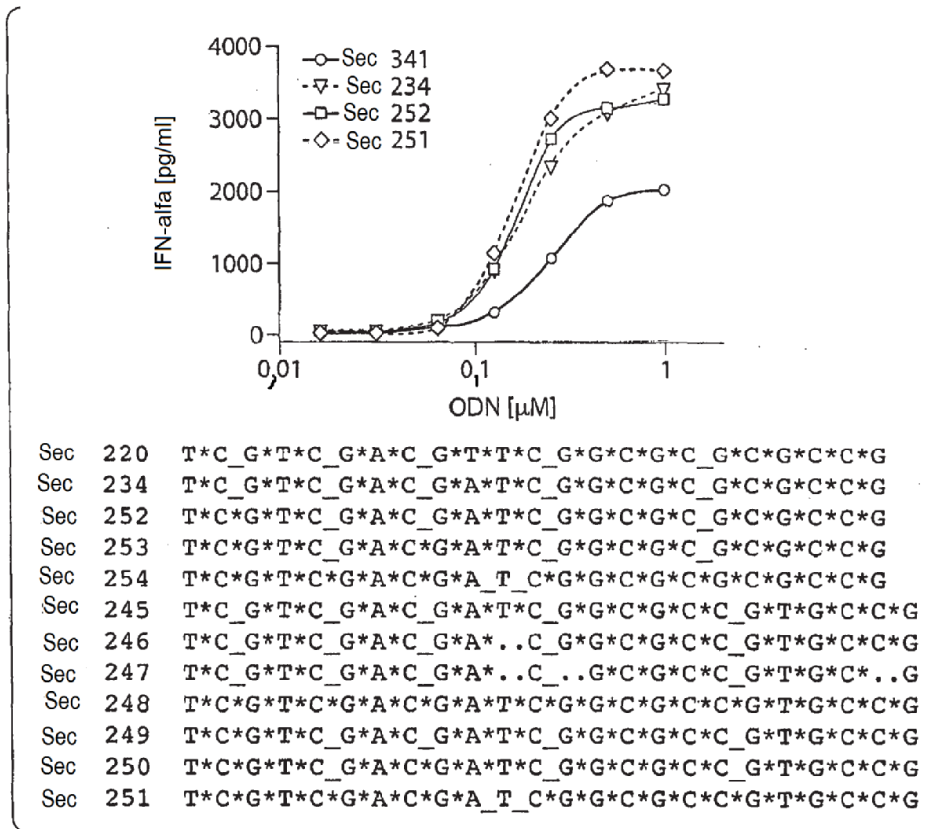 4000
3000
2000
1000
0
IFN-alfa [pg/ml]
Sec 341
Sec 234
Sec 252
Sec 251
0,01
0,1
1
ODN [µM]
Sec 220 T*C_G*T*C_G*A*C_G*T*T*C_G*G*C*G*C_G*C*G*C*C*G
Sec 234 T*C_G*T*C_G*A*C_G*A*T*C_G*G*C*G*C_G*C*G*C*C*G
Sec 252 T*C*G*T*C_G*A*C_G*A*T*C_G*G*C*G*C_G*C*G*C*C*G
Sec 253 T*C*G*T*C_G*A*C*G*A*T*C_G*G*C*G*C_G*C*G*C*C*G
Sec 254 T*C*G*T*C*G*A*C*G*A_T_C*G*G*C*G*C*G*C*G*C*C*G
Sec 245 T*C_G*T*C_G*A*C_G*A*T*C_G*G*C*G*C*C_G*T*G*C*C*G
Sec 246 T*C_G*T*C_G*A*C_G*A*..C_G*G*C*G*C*C_G*T*G*C*C*G
Sec 247 T*C_G*T*C_G*A*C_G*A*..C_..G*C*G*C*C_G*T*G*C*..G
Sec 248 T*C*G*T*C*G*A*C*G*A*T*C*G*G*C*G*C*C*G*T*G*C*C*G
Sec 249 T*C*G*T*C_G*A*C_G*A*T*C_G*G*C*G*C*C_G*T*G*C*C*G
Sec 250 T*C*G*T*C_G*A*C*G*A*T*C_G*G*C*G*C*C_G*T*G*C*C*G
Sec 251 T*C*G*T*C*G*A*C*G*A_T_C*G*G*C*G*C*C*G*T*G*C*C*G